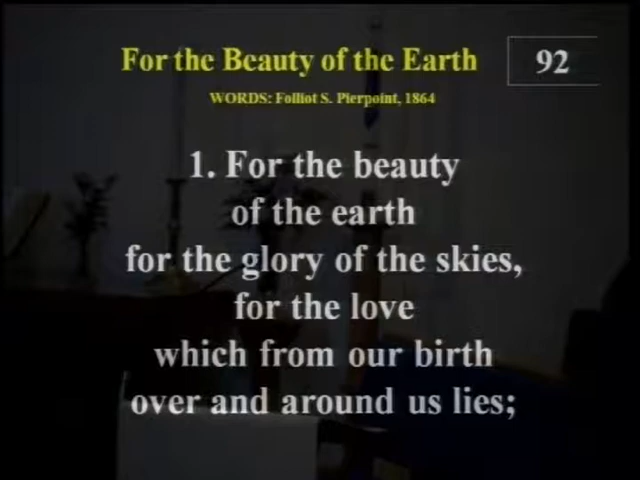 For the Beauty of the Earth
92
WORDS: Folliot S. Pierpoint, 1864
1. For the beauty
of the earth
for the glory of the skies,
for the love
which from our birth
over and around us lies;